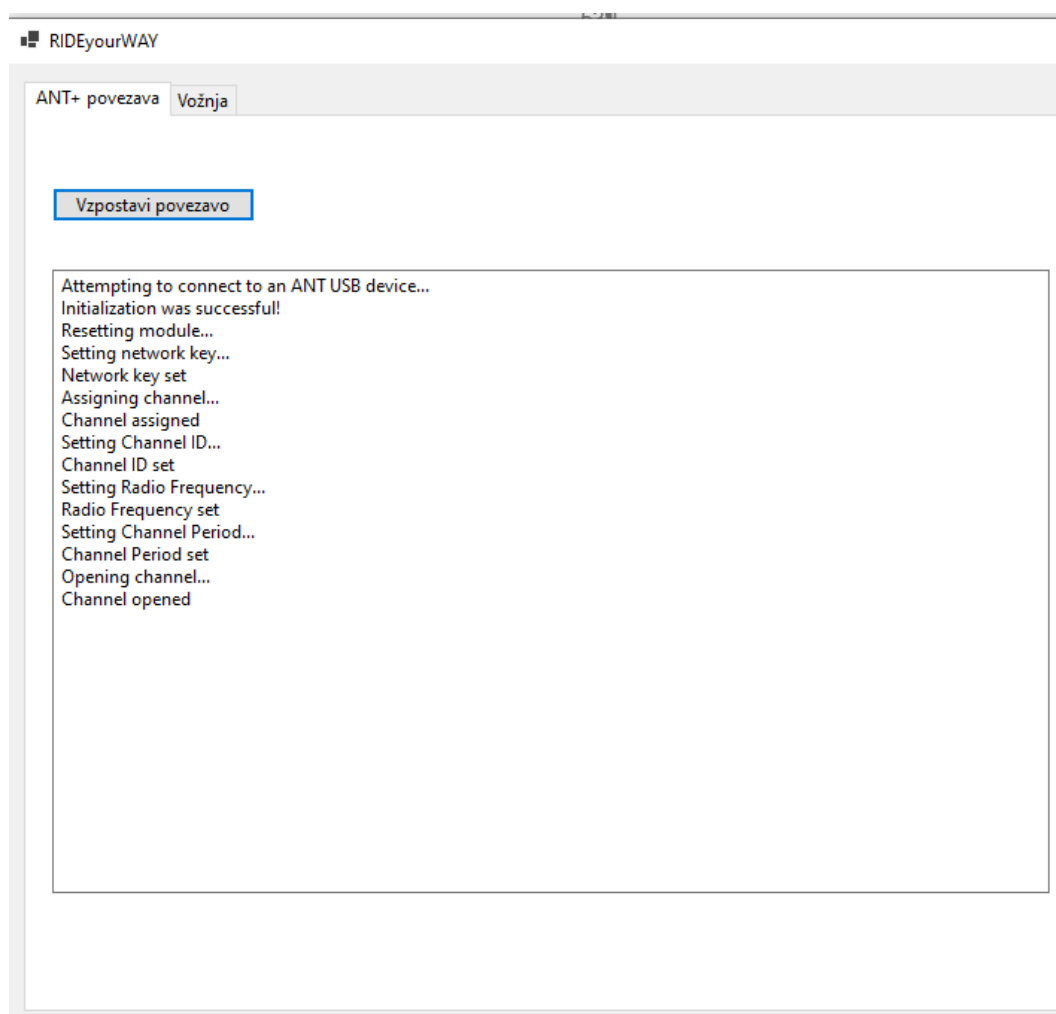 RIDEyourWAY
ANT+ povezava
Vožnja
Vzpostavi povezavo
Attempting to connect to an ANT USB device...
Initialization was successful!
Resetting module...
Setting network key...
Network key set
Assigning channel...
Channel assigned
Setting Channel ID...
Channel ID set
Setting Radio Frequency...
Radio Frequency set
Setting Channel Period...
Channel Period set
Opening channel...
Channel opened